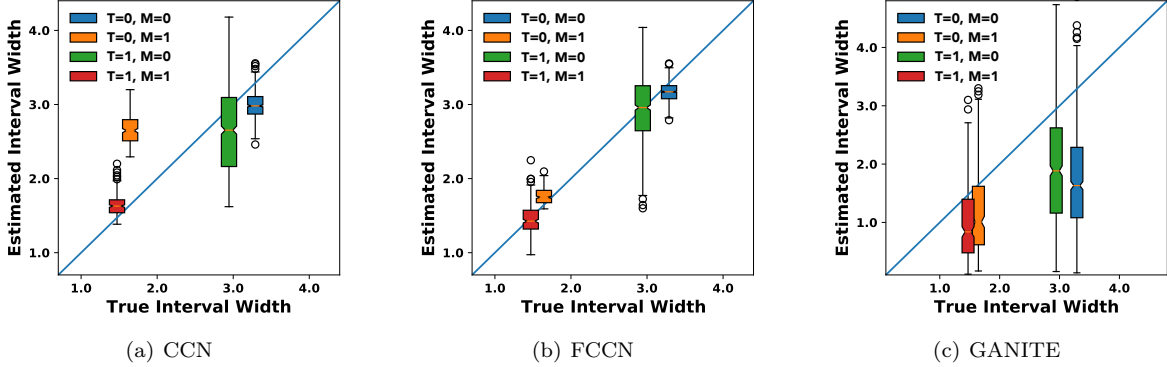 Estimated Interval Width
4.0
3.0
2.0
1.0
T=0, M=0
T=0, M=1
T=1, M=0
T=1, M=1
1.0 2.0 3.0 4.0
True Interval Width
(a) CCN
Estimated Interval Width
4.0
3.0
2.0
1.0
T=0, M=0
T=0, M=1
T=1, M=0
T=1, M=1
1.0 2.0 3.0 4.0
True Interval Width
(b) FCCN
Estimated Interval Width
4.0
3.0
2.0
1.0
T=0, M=0
T=0, M=1
T=1, M=0
T=1, M=1
1.0 2.0 3.0 4.0
True Interval Width
(c) GANITE